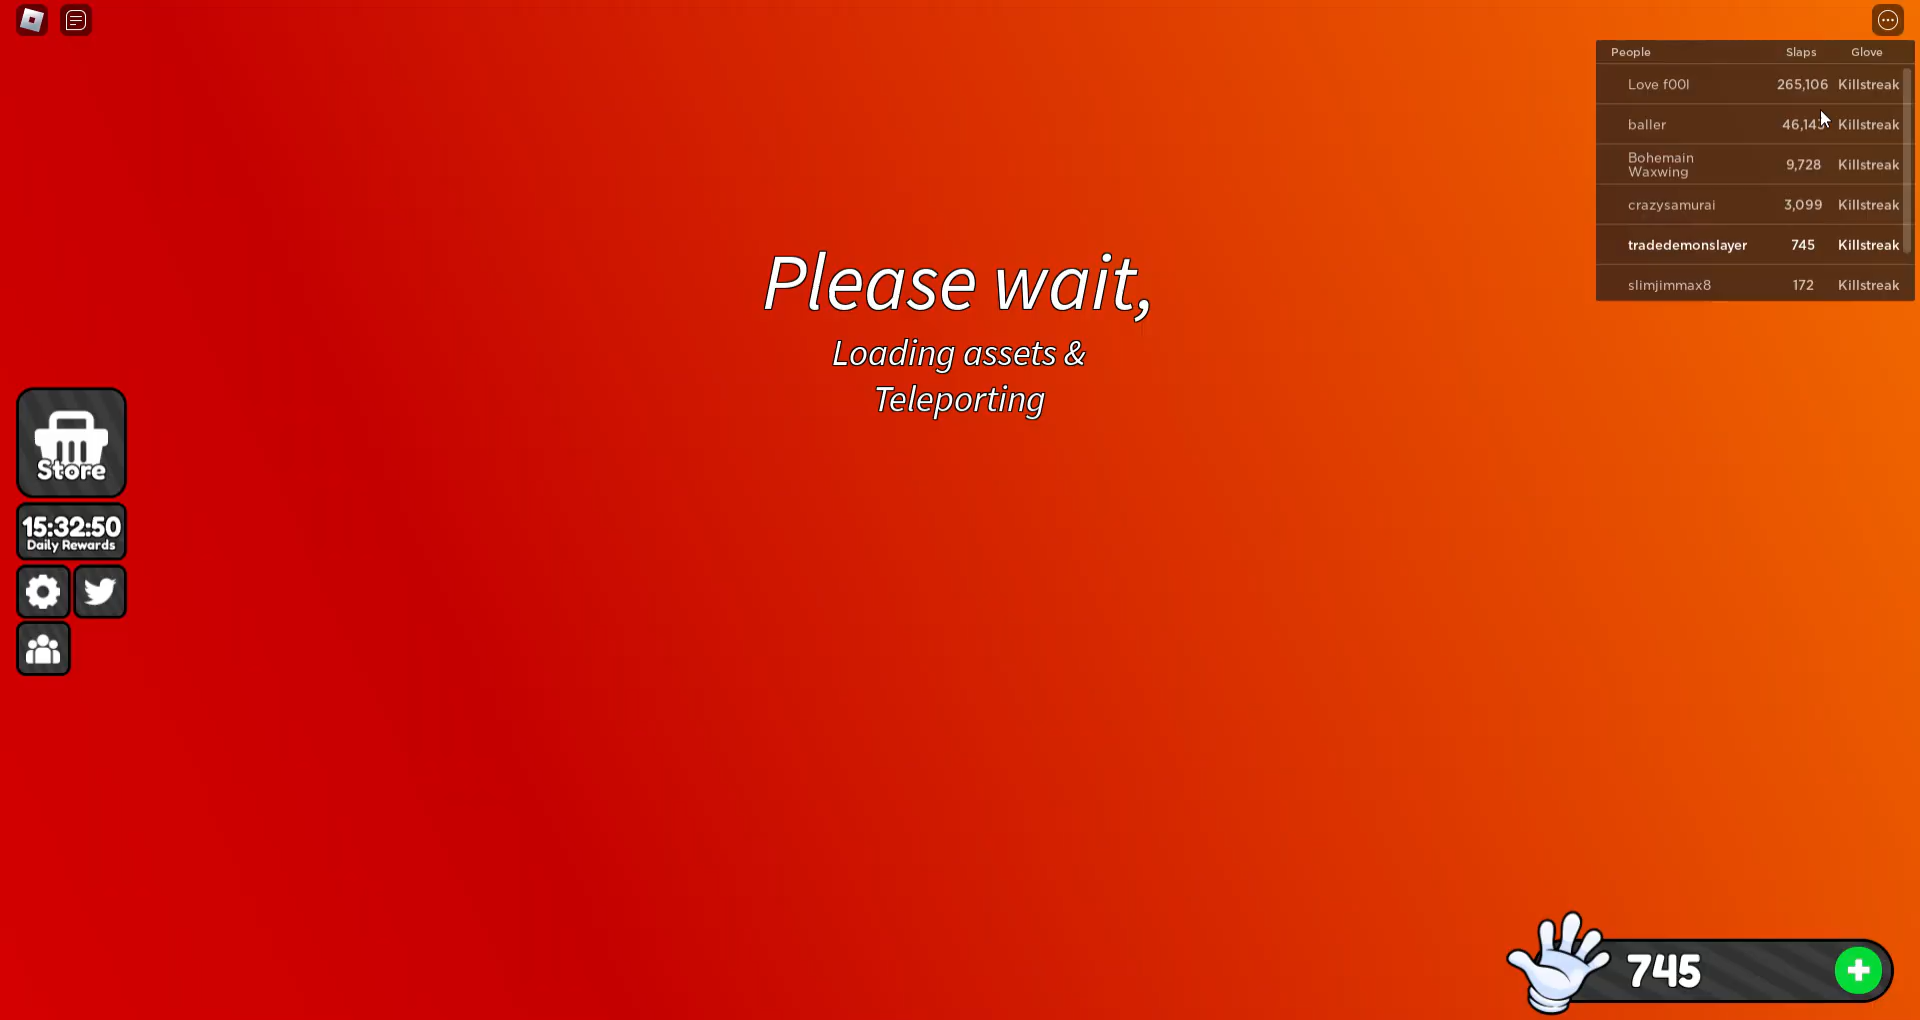 People Slaps Glove
Love f00l 265,106 Killstreak
baller Killstreak
Bohemain
Waxwing 9,728 Killstreak
crazysamurai 3,099 Killstreak
tradedemonslayer 745 Killstreak
slimjimmax8 172 Killstreak
Please wait,
Loading assets &
Teleporting
Store
15:32:50
Daily Rewards
745